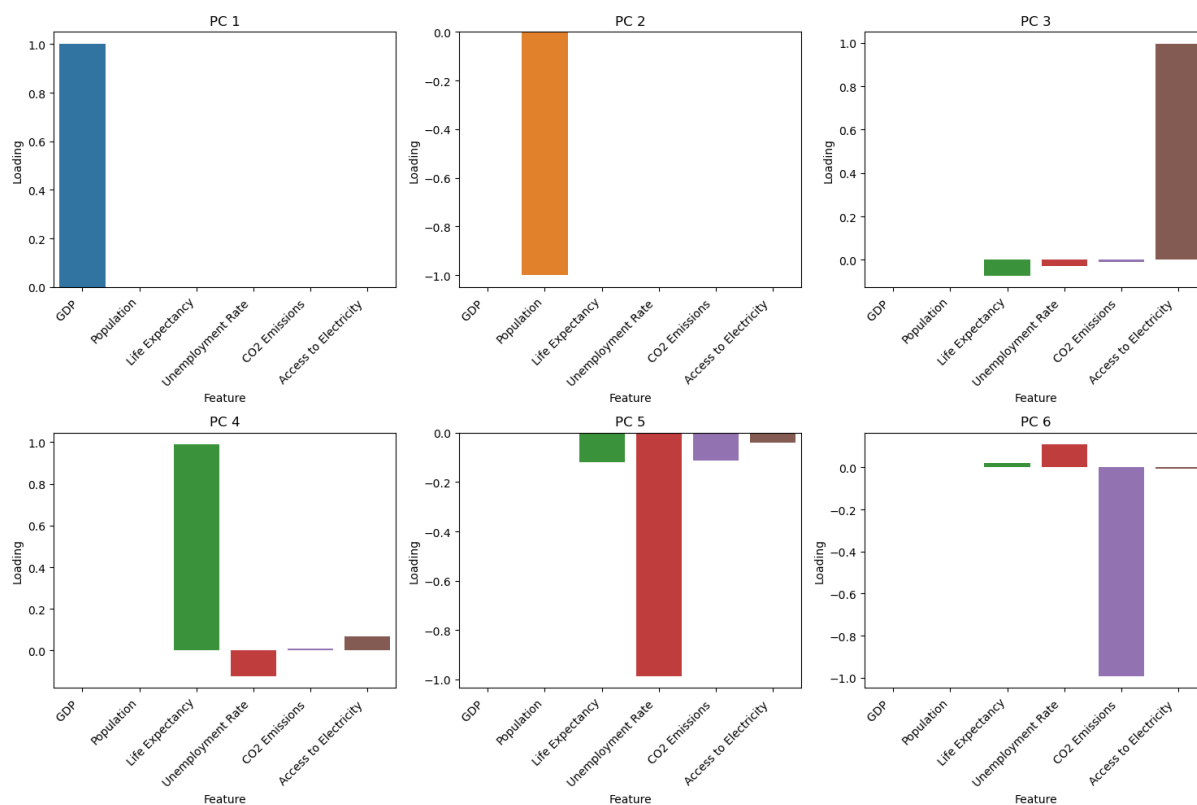 PC 1
1.0
0.8
0.6
0.4
0.2
0.0
Loading
GDP
Population
Life Expectancy
Unemployment Rate
CO2 Emissions
Access to Electricity
Feature
PC 2
0.0
−0.2
−0.4
−0.6
−0.8
−1.0
Loading
GDP
Population
Life Expectancy
Unemployment Rate
CO2 Emissions
Access to Electricity
Feature
PC 3
1.0
0.8
0.6
0.4
0.2
0.0
Loading
GDP
Population
Life Expectancy
Unemployment Rate
CO2 Emissions
Access to Electricity
Feature
PC 4
1.0
0.8
0.6
0.4
0.2
0.0
Loading
GDP
Population
Life Expectancy
Unemployment Rate
CO2 Emissions
Access to Electricity
Feature
PC 5
0.0
−0.2
−0.4
−0.6
−0.8
−1.0
Loading
GDP
Population
Life Expectancy
Unemployment Rate
CO2 Emissions
Access to Electricity
Feature
PC 6
0.0
−0.2
−0.4
−0.6
−0.8
−1.0
Loading
GDP
Population
Life Expectancy
Unemployment Rate
CO2 Emissions
Access to Electricity
Feature